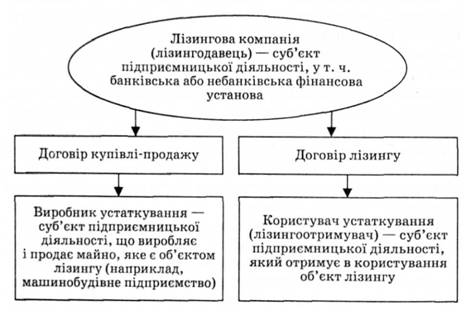 Лізингова компанія
(лізингодавець) — суб’єкт
підприємницької діяльності, у т. ч.
банківська або небанківська фінансова
установа
Договір купівлі-продажу
Договір лізингу
Виробник устаткування —
суб’єкт підприємницької
діяльності, що виробляє
і продає майно, яке є об’єктом
лізингу (наприклад,
машинобудівне підприємство)
Користувач устаткування
(лізингоотримувач) — суб’єкт
підприємницької діяльності,
який отримує в користування
об’єкт лізингу